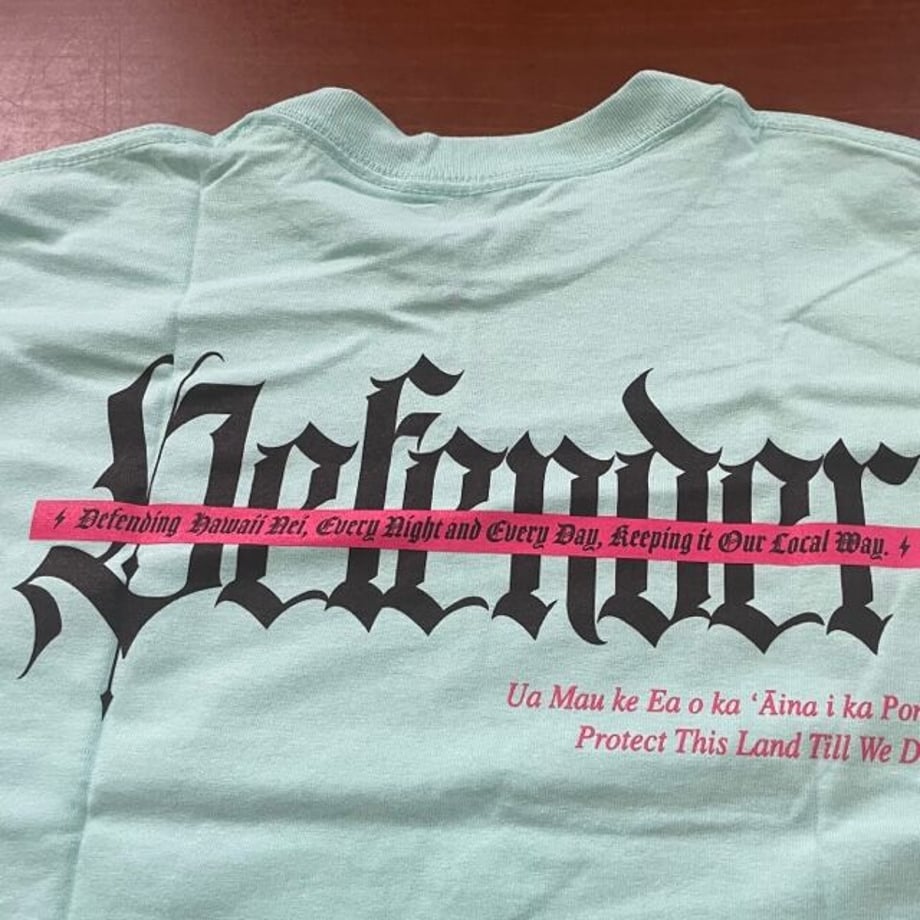 Defender
Defending Hawaii Nei, Every Night and Every Day, Keeping it Our Local Way.
Ua Mau ke Ea o ka ʻĀina i ka
Protect This Land Till We